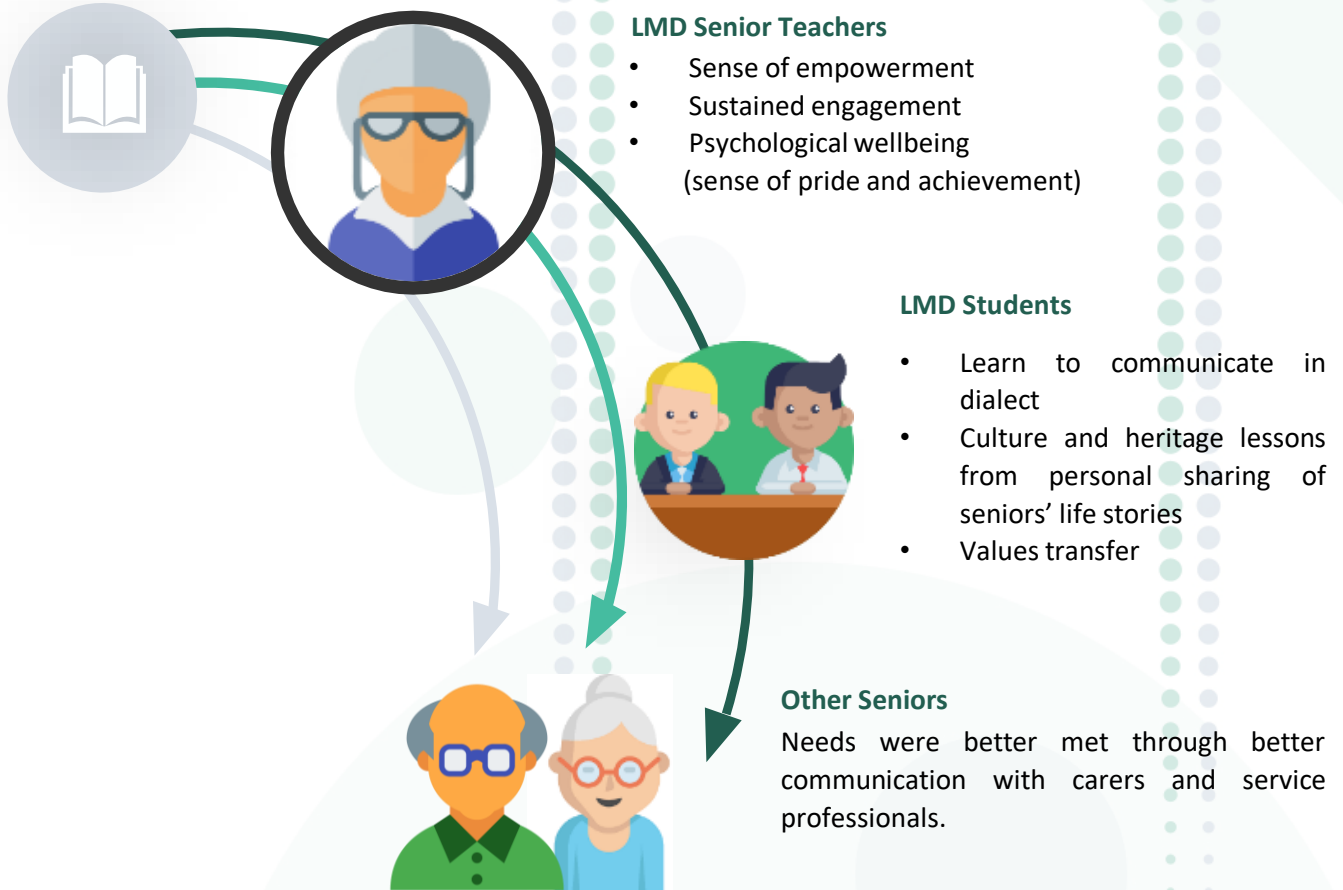 LMD Senior Teachers
• Sense of empowerment
• Sustained engagement
• Psychological wellbeing
(sense of pride and achievement)
LMD Students
• Learn to communicate in
dialect
• Culture and heritage lessons
from personal sharing of
seniors’ life stories
• Values transfer
Other Seniors
Needs were better met through better
communication with carers and service
professionals.